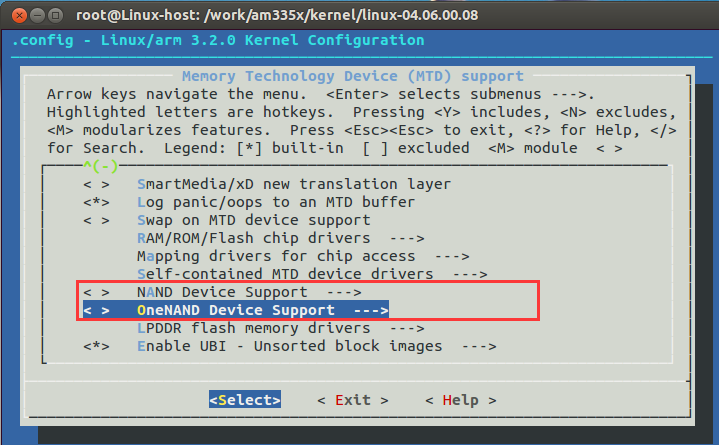 root@Linux-host: /work/am335x/kernel/linux-04.06.00.08
.config - Linux/arm 3.2.0 Kernel Configuration
Memory Technology Device (MTD) support
Arrow keys navigate the menu.  <Enter> selects submenus --->.
Highlighted letters are hotkeys.  Pressing <Y> includes, <N> excludes,
<M> modularizes features.  Press <Esc><Esc> to exit, <?> for Help, </>
for Search.  Legend: [*] built-in  [ ] excluded  <M> module  < >
^(-)
< >   SmartMedia/xD new translation layer
<*>   Log panic/oops to an MTD buffer
< >   Swap on MTD device support
RAM/ROM/Flash chip drivers  --->
Mapping drivers for chip access  --->
Self-contained MTD device drivers  --->
< >   NAND Device Support  --->
< >   OneNAND Device Support  --->
LPDDR flash memory drivers  --->
<*>   Enable UBI - Unsorted block images  --->
<Select>    < Exit >    < Help >